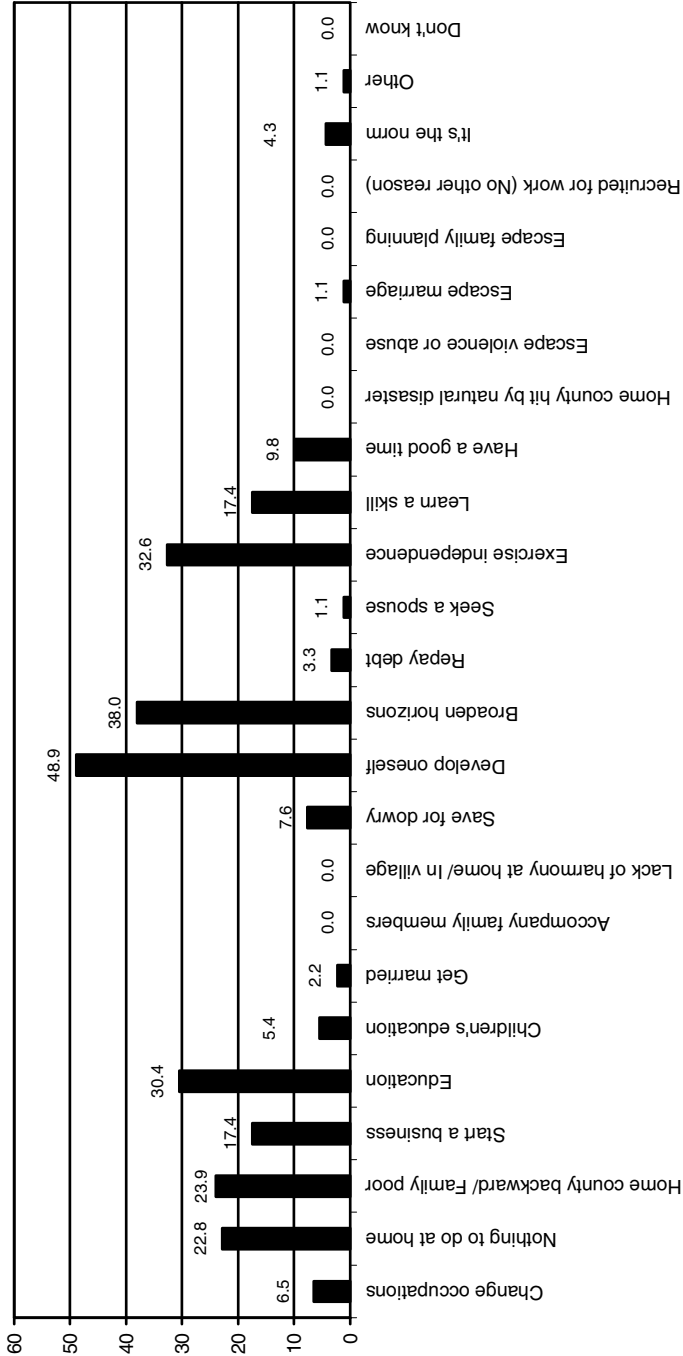 60
50
40
30
20
10
0
6.5
22.8
23.9
17.4
30.4
5.4
2.2
0.0
0.0
7.6
48.9
38.0
3.3
1.1
32.6
17.4
9.8
0.0
0.0
1.1
0.0
0.0
4.3
1.1
0.0
Change occupations
Nothing to do at home
Home county backward/ Family poor
Start a business
Education
Children's education
Get married
Accompany family members
Lack of harmony at home/ In village
Save for dowry
Develop oneself
Broaden horizons
Repay debt
Seek a spouse
Exercise independence
Learn a skill
Have a good time
Home county hit by natural disaster
Escape violence or abuse
Escape marriage
Escape family planning
Recruited for work (No other reason)
It's the norm
Other
Don't know